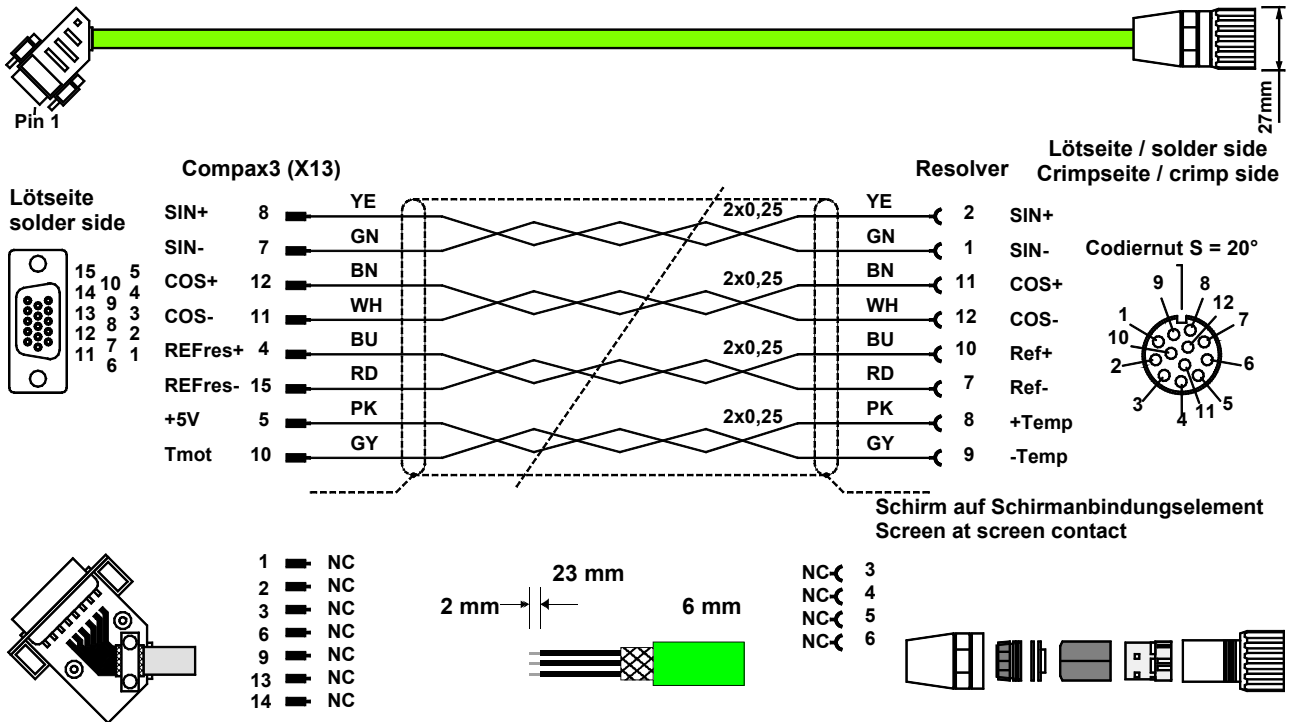 Pin 1
27mm
Compax3 (X13)
Resolver
Lötseite / solder side
Crimpseite / crimp side
Lötseite
solder side
15 10 5
14 9 4
13 8 3
12 7 2
11 6 1
SIN+ 8 YE 2x0,25 YE 2 SIN+
SIN- 7 GN GN 1 SIN-
COS+ 12 BN 2x0,25 BN 11 COS+
COS- 11 WH WH 12 COS-
REFres+ 4 BU 2x0,25 BU 10 Ref+
REFres- 15 RD RD 7 Ref-
+5V 5 PK 2x0,25 PK 8 +Temp
Tmot 10 GY GY 9 -Temp
Codiernut S = 20°
9 8
12
1 7
10
2 6
3 4 11 5
Schirm auf Schirmanbindungselement
Screen at screen contact
1 NC
2 NC
3 NC
6 NC
9 NC
13 NC
14 NC
23 mm
2 mm 6 mm
NC 3
NC 4
NC 5
NC 6